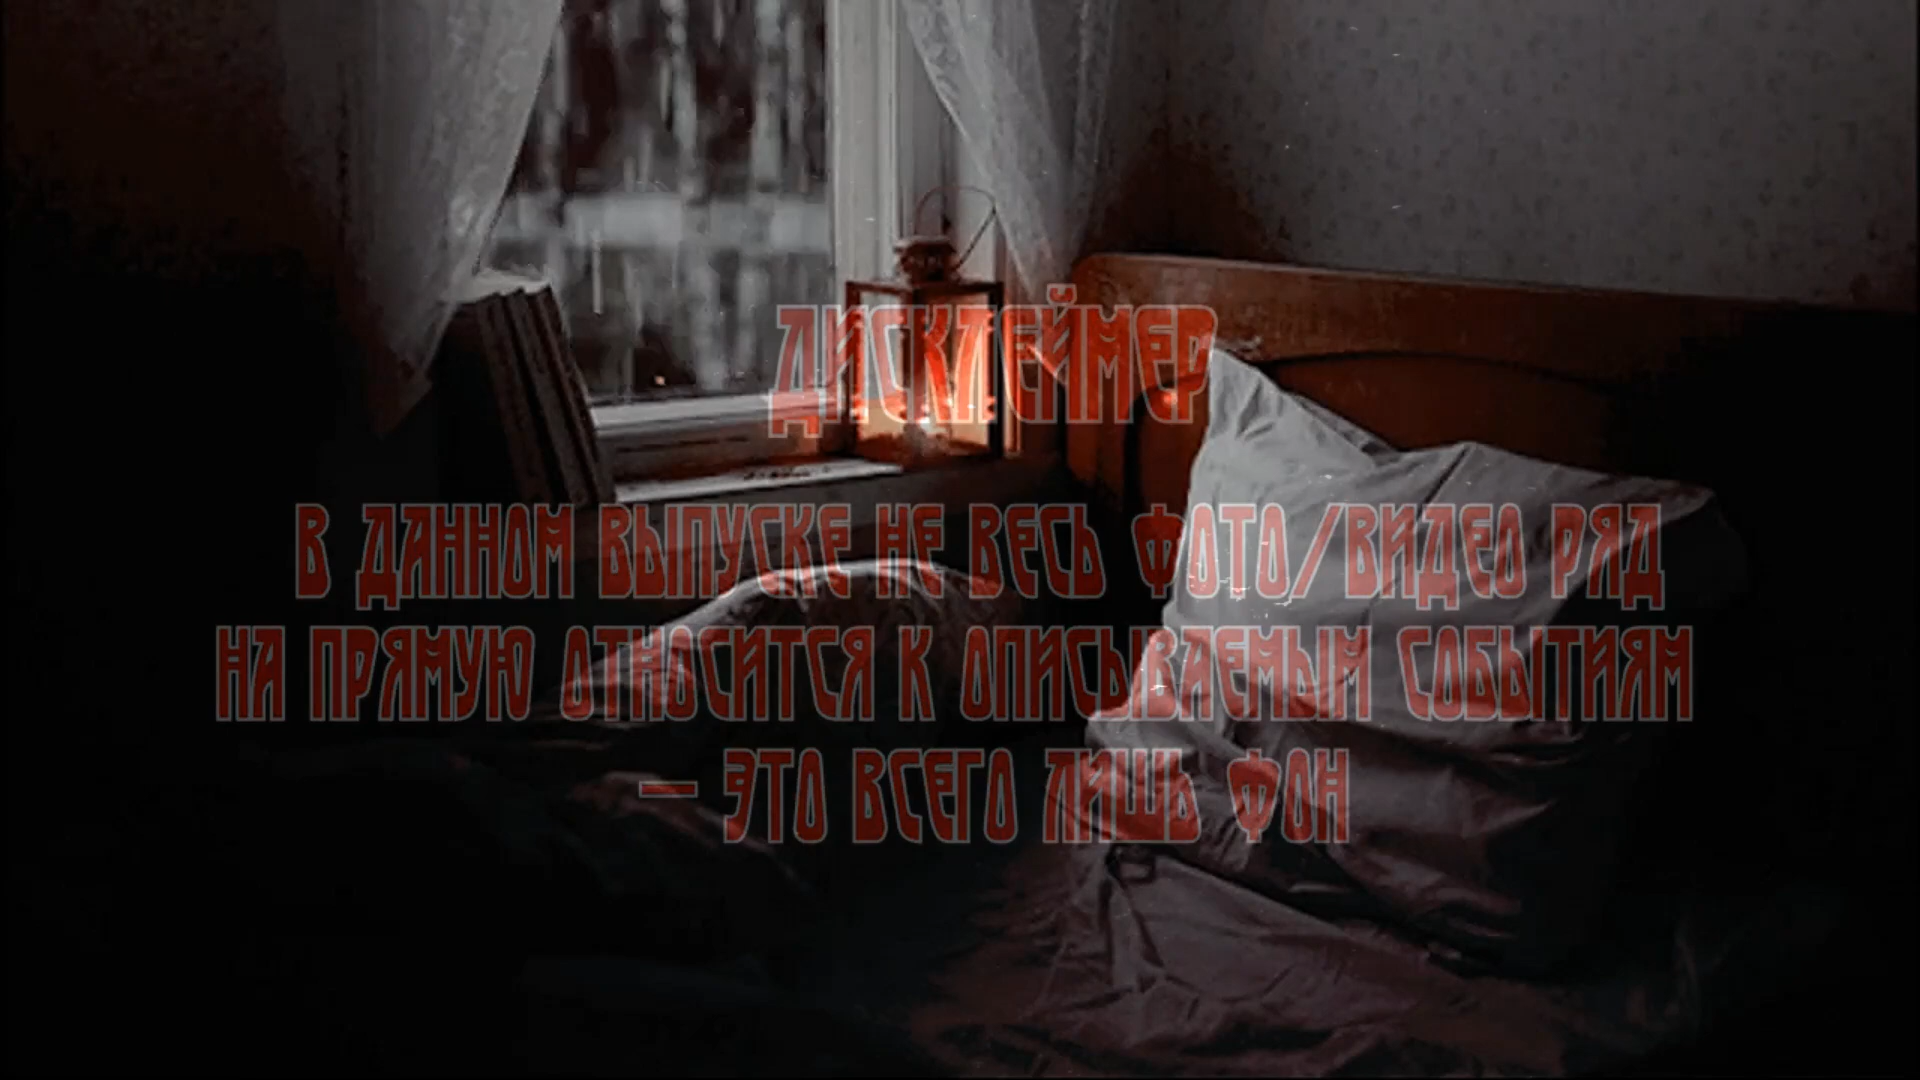 ДИСКЛЕЙМЕР
В ДАННОМ ВЫПУСКЕ НЕ ВЕСЬ ФОТО/ВИДЕО РЯД
НА ПРЯМУЮ ОТНОСИТСЯ К ОПИСЫВАЕМЫМ СОБЫТИЯМ
— ЭТО ВСЕГО ЛИШЬ ФОН